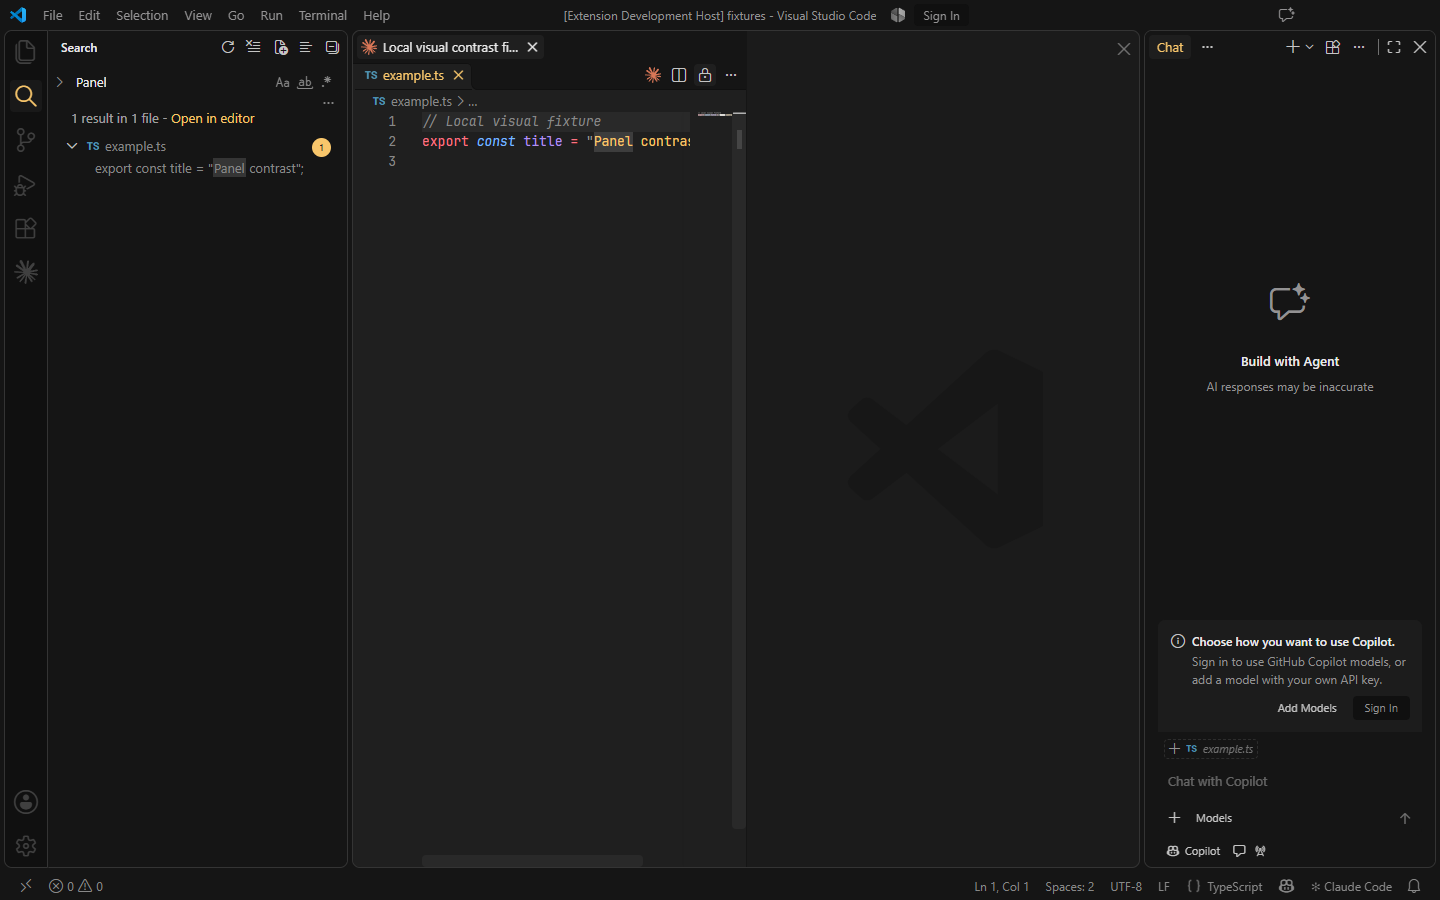 File Edit Selection View Go Run Terminal Help
[Extension Development Host] fixtures - Visual Studio Code
Sign In
Search
Panel
Aa ab .*
1 result in 1 file - Open in editor
TS example.ts 1
export const title = "Panel contrast";
Local visual contrast fi...
TS example.ts
TS example.ts > ...
1 // Local visual fixture
2 export const title = "Panel contras
3
Chat
Build with Agent
AI responses may be inaccurate
Choose how you want to use Copilot.
Sign in to use GitHub Copilot models, or
add a model with your own API key.
Add Models Sign In
TS example.ts
Chat with Copilot
Models
Copilot
0 0
Ln 1, Col 1 Spaces: 2 UTF-8 LF { } TypeScript Claude Code